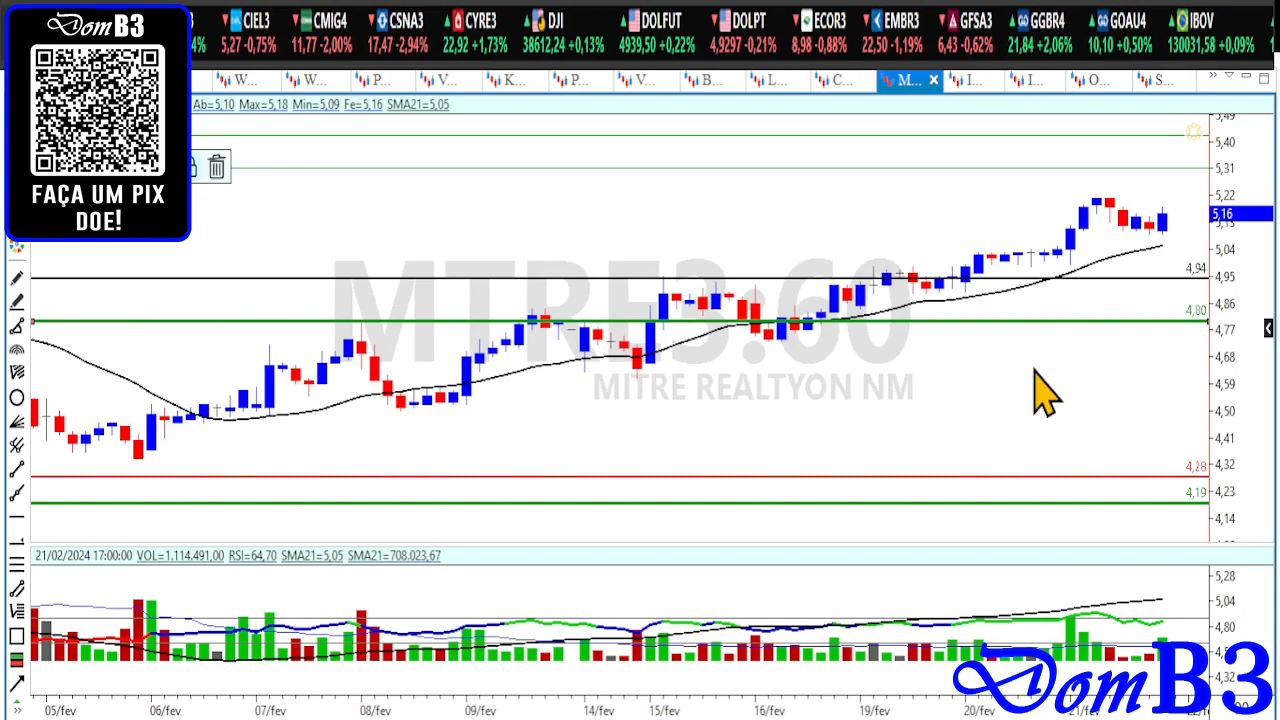 Dom B3
FAÇA UM PIX
DOE!
CIEL3 CMIG4 CSNA3 CYRE3 DJI DOLFUT DOLPT ECOR3 EMBR3 GFSA3 GGBR4 GOAU4 IBOV
5,27 -0,75% 11,77 -2,00% 17,47 -2,94% 22,92 +1,73% 38612,24 +0,13% 4939,50 +0,22% 4,9297 -0,21% 8,98 -0,88% 22,50 -1,19% 6,43 -0,62% 21,84 +2,06% 10,10 +0,50% 130031,58 +0,09%
W... W... P... V... K... P... V... B... L... C... M... I... I... O... S...
Ab=5,10 Max=5,18 Min=5,09 Fe=5,16 SMA21=5,05
5,49
5,40
5,31
5,22
5,16
5,13
5,04
4,94
4,95
4,86
4,80
4,77
4,68
4,59
4,50
4,41
4,28
4,32
4,19
4,23
4,14
MTRE3:60
MITRE REALTYON NM
21/02/2024 17:00:00 VOL=1.114.491,00 RSI=64,70 SMA21=5,05 SMA21=708.023,67
5,28
5,04
4,80
4,32
Dom B3
05/fev 06/fev 07/fev 08/fev 09/fev 14/fev 15/fev 16/fev 19/fev 20/fev